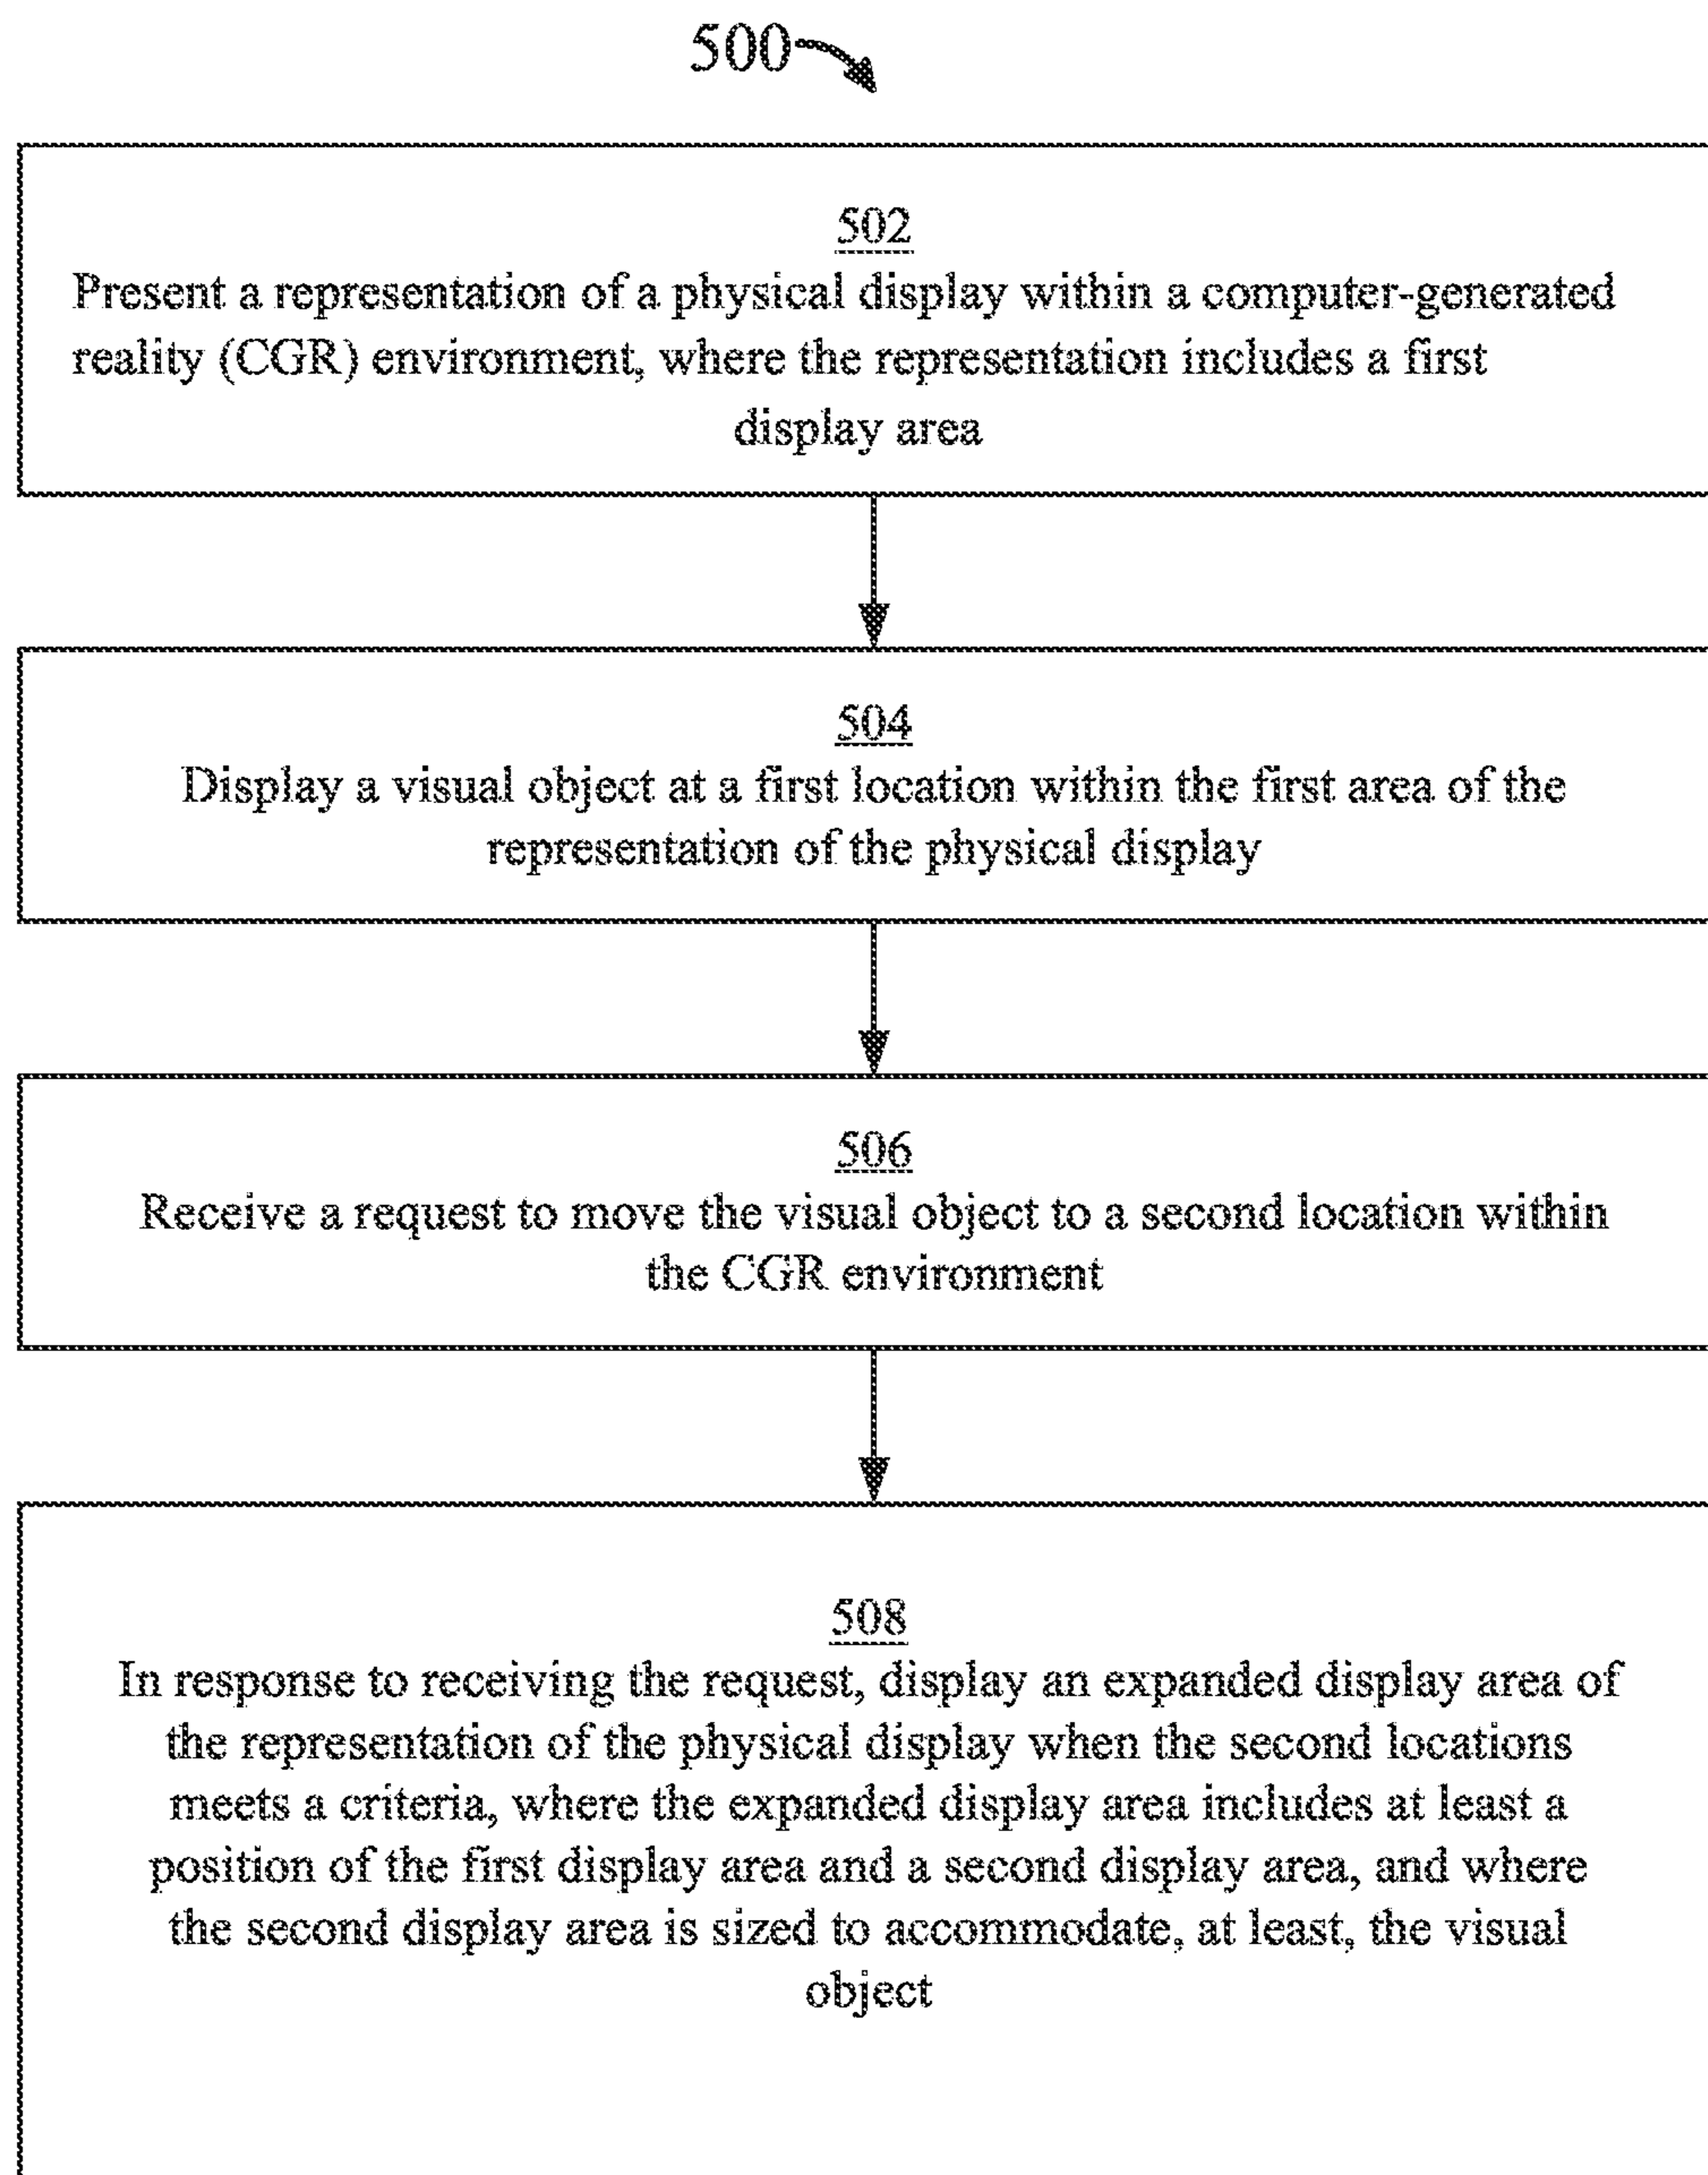 500
502
Present a representation of a physical display within a computer-generated
reality (CGR) environment, where the representation includes a first
display area
504
Display a visual object at a first location within the first area of the
representation of the physical display
506
Receive a request to move the visual object to a second location within
the CGR environment
508
In response to receiving the request, display an expanded display area of
the representation of the physical display when the second locations
meets a criteria, where the expanded display area includes at least a
position of the first display area and a second display area, and where
the second display area is sized to accommodate, at least, the visual
object